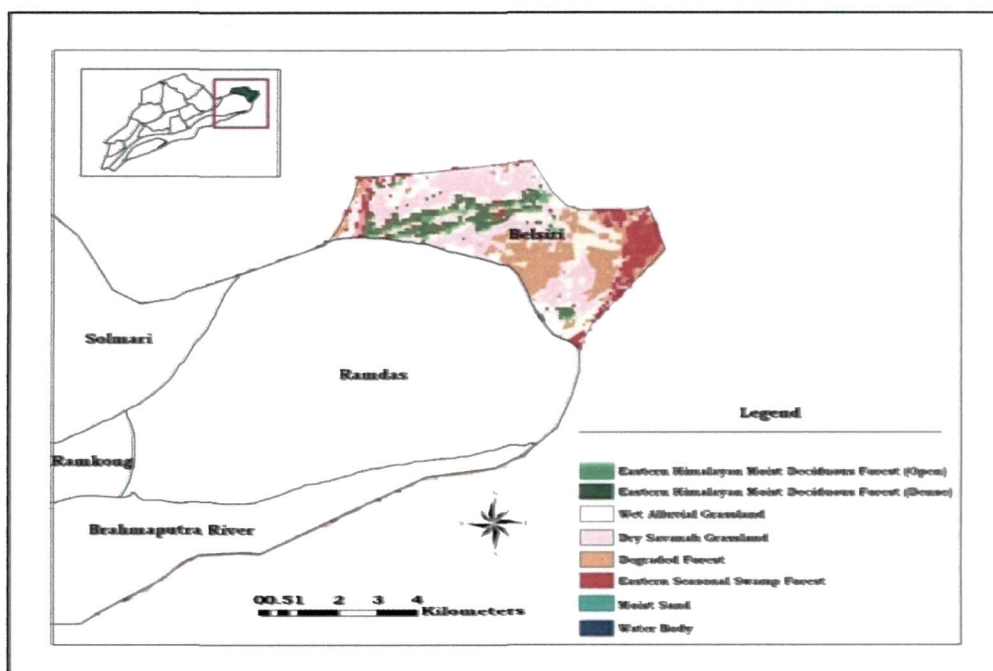 Belsiri
Solmari
Ramdas
Ramkong
Brahmaputra River
Legend
Eastern Himalayan Moist Deciduous Forest (Open)
Eastern Himalayan Moist Deciduous Forest (Dense)
Wet Alluvial Grassland
Dry Savanah Grassland
Degraded Forest
Eastern Seasonal Swamp Forest
Moist Sand
Water Body
00.51 2 3 4
Kilometers